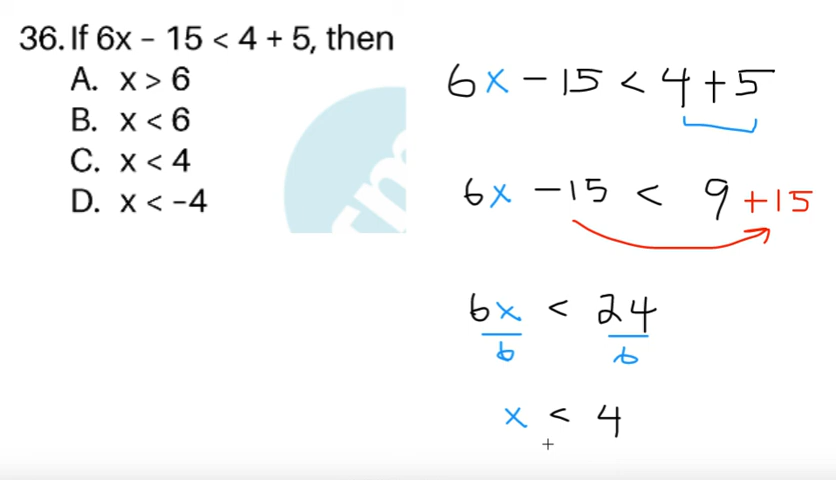 36. If 6x – 15 < 4 + 5, then
A. x > 6
B. x < 6
C. x < 4
D. x < -4
6x - 15 < 4 + 5
6x - 15 < 9 + 15
6x < 24
6 6
x < 4